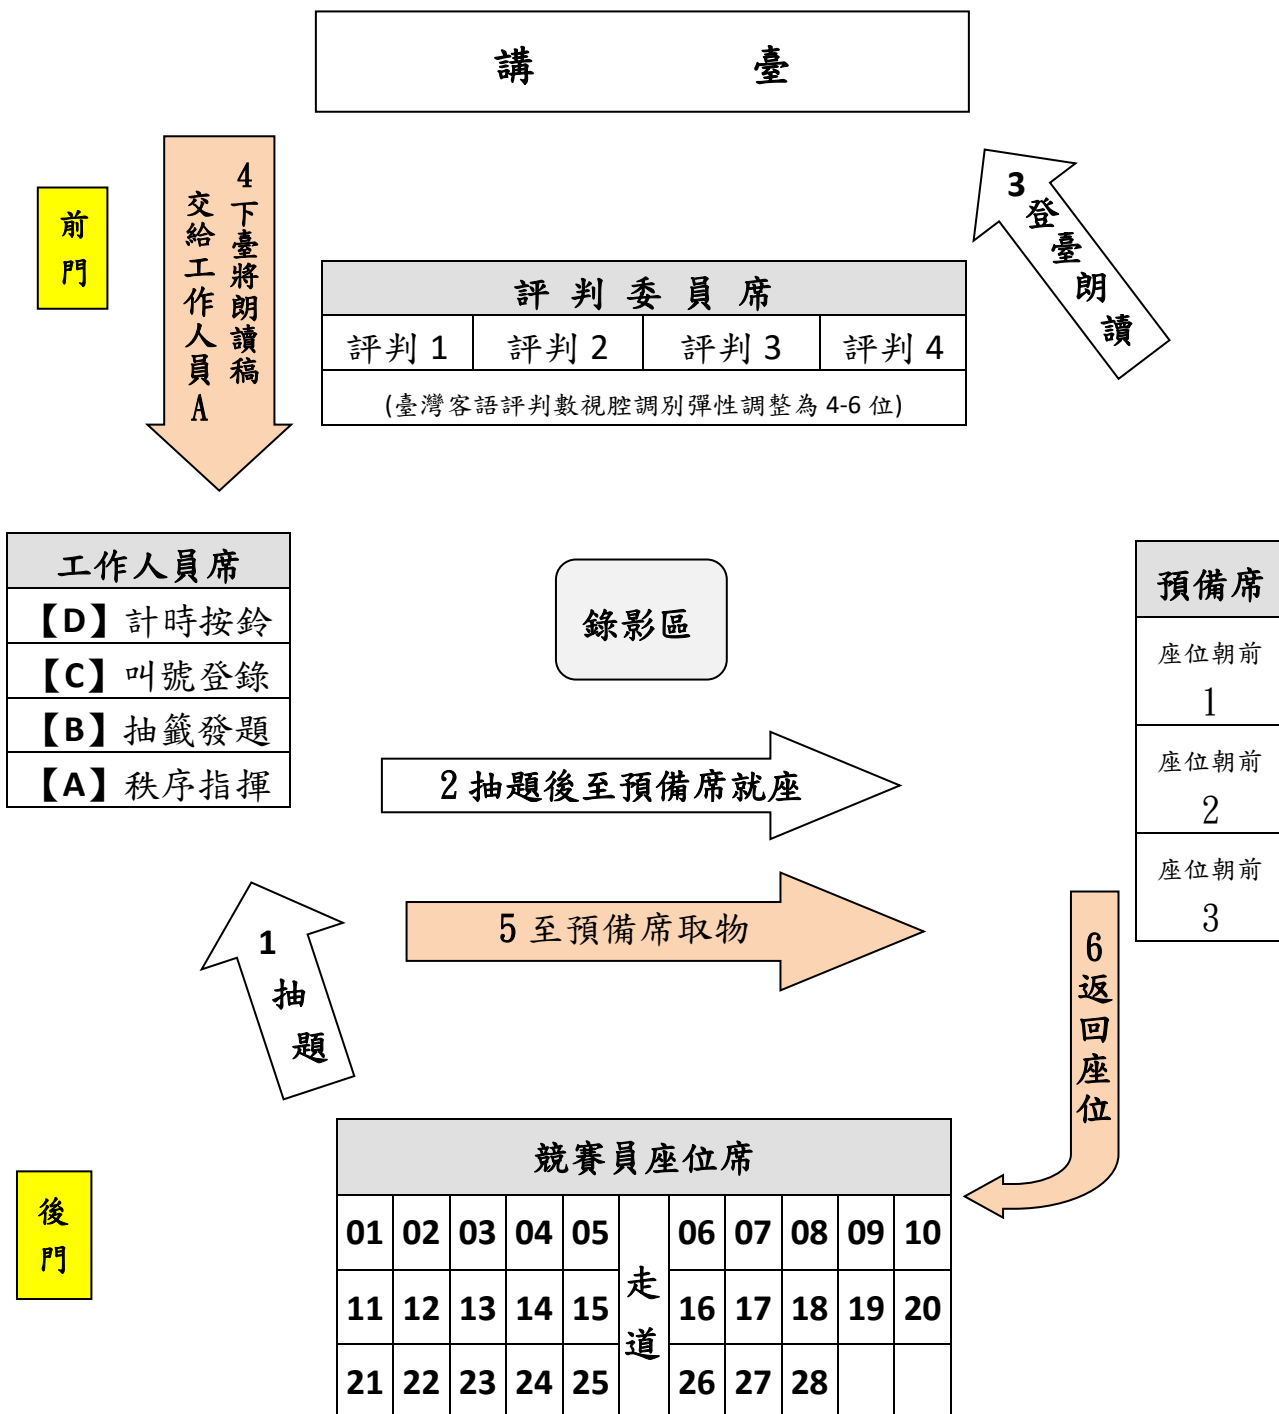 講 臺
4下臺將朗讀稿
交給工作人員A
前門
3登臺朗讀
評判委員席
評判1 評判2 評判3 評判4
(臺灣客語評判數視腔調別彈性調整為 4-6 位)
工作人員席
【D】計時按鈴
【C】叫號登錄
【B】抽籤發題
【A】秩序指揮
錄影區
預備席
座位朝前
1
座位朝前
2
座位朝前
3
2抽題後至預備席就座
1抽題
5至預備席取物
6返回座位
後門
競賽員座位席
01 02 03 04 05 走道 06 07 08 09 10
11 12 13 14 15 16 17 18 19 20
21 22 23 24 25 26 27 28